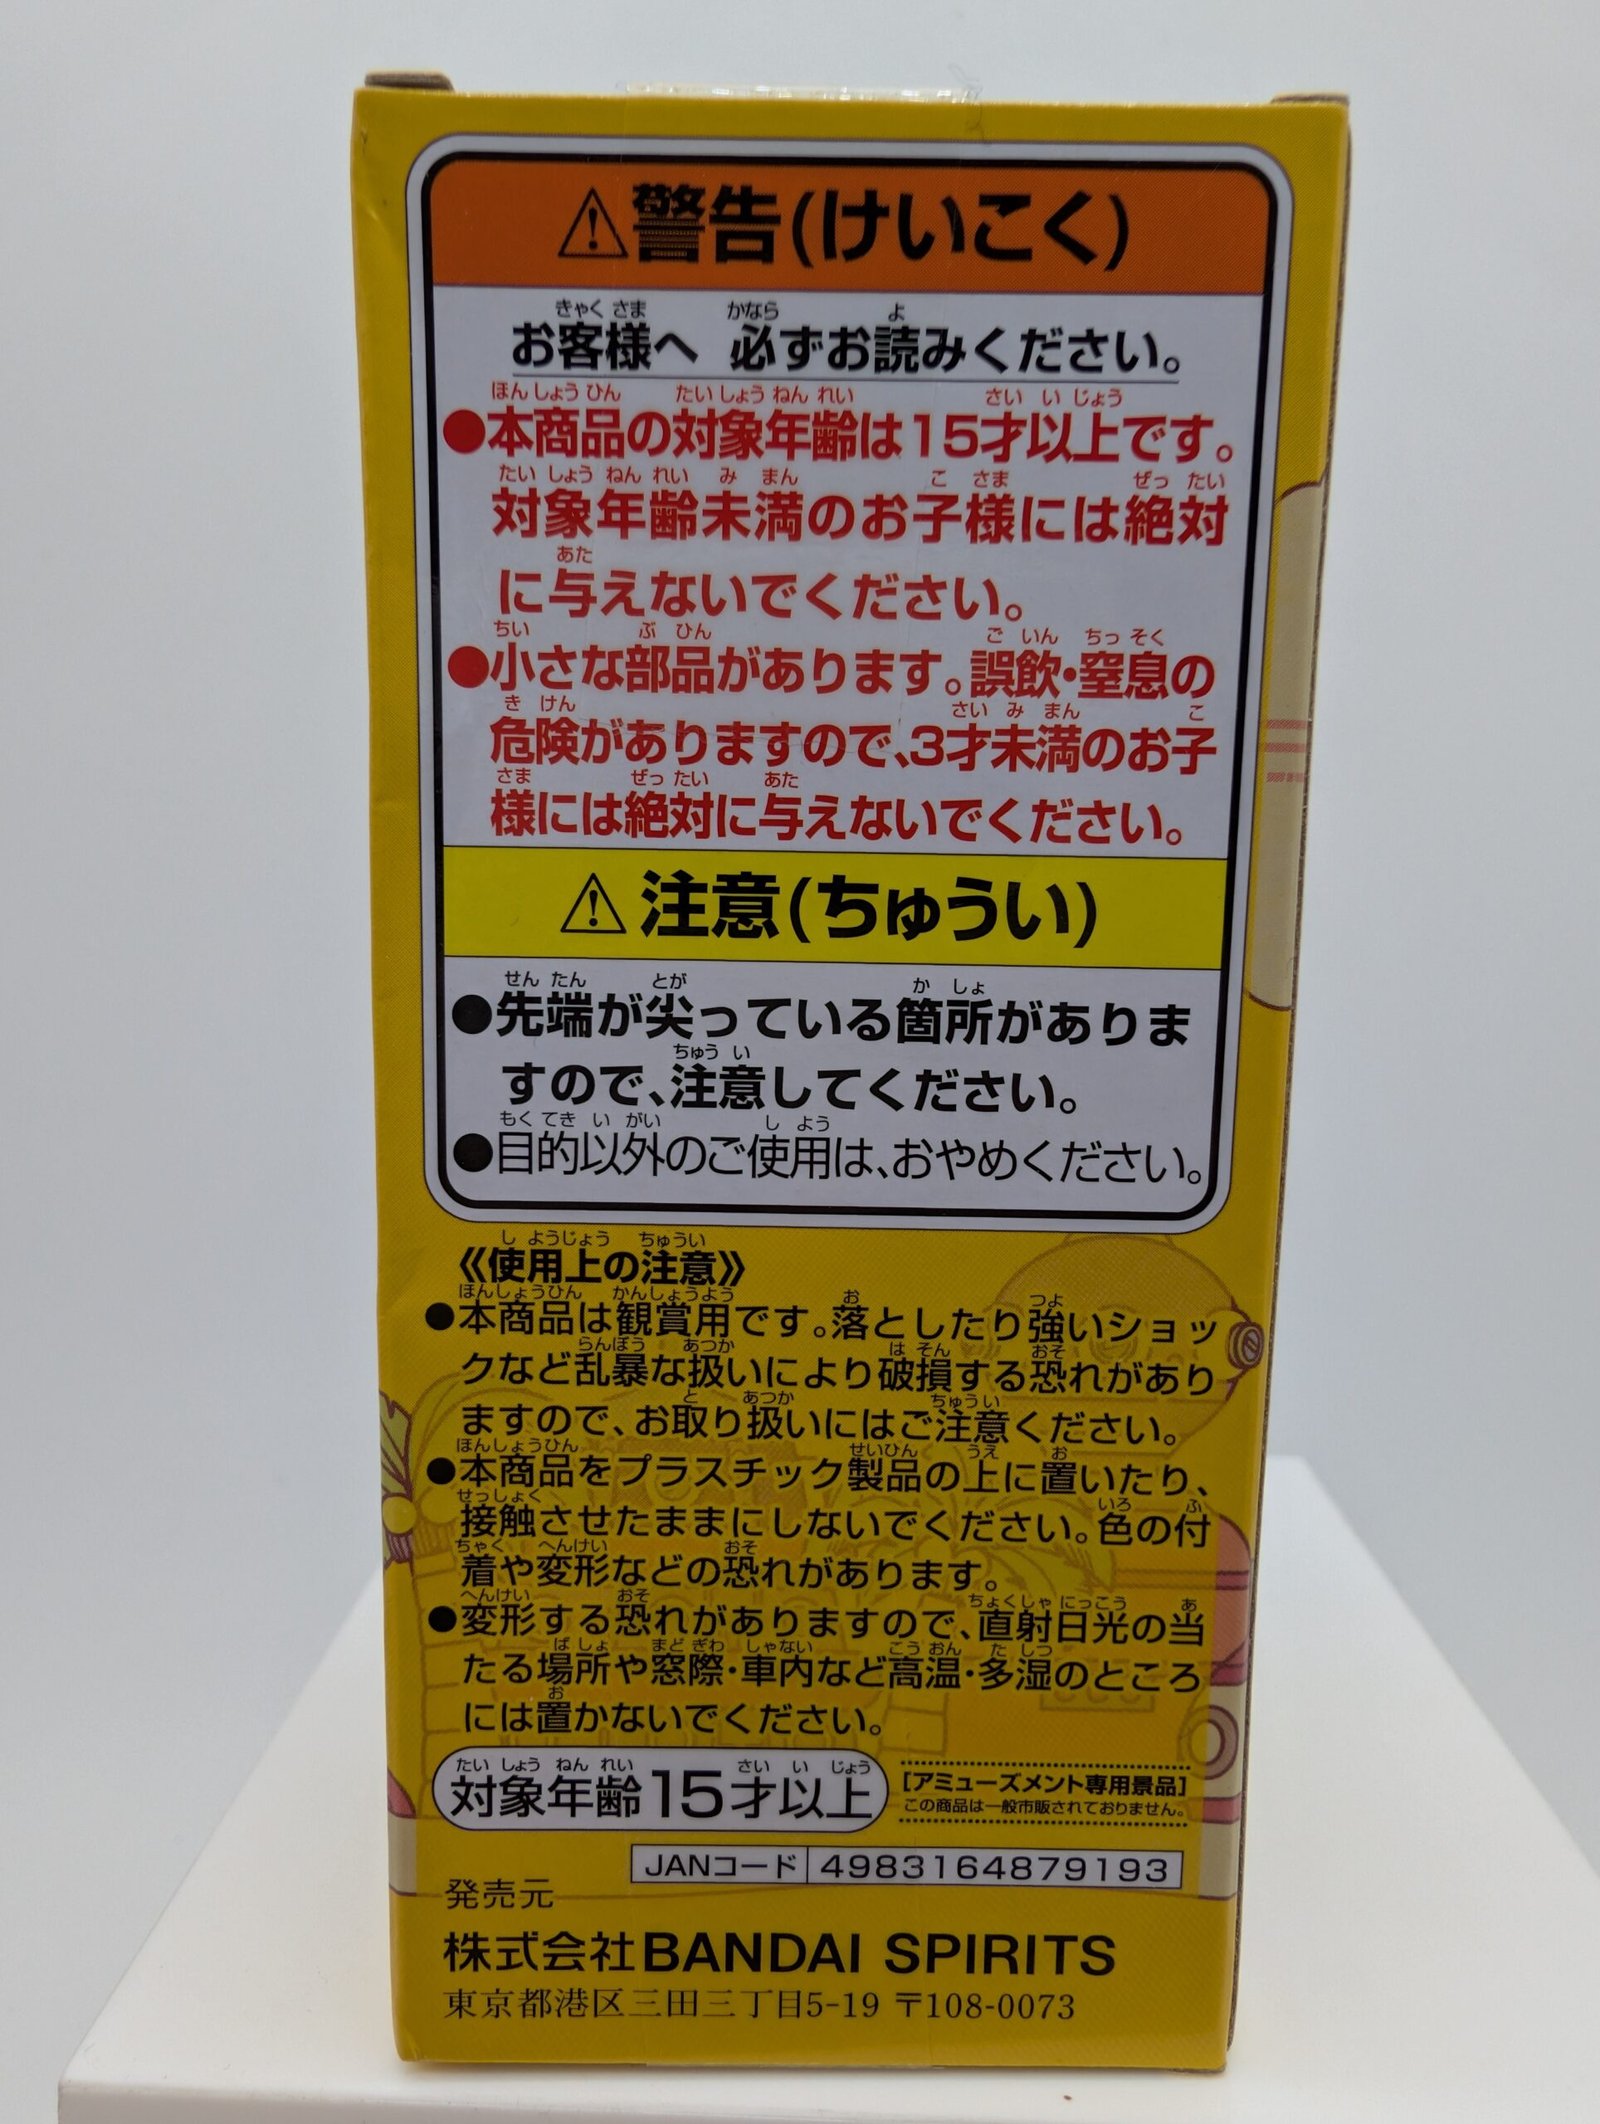 ⚠警告(けいこく)
お客様へ 必ずお読みください。
●本商品の対象年齢は15才以上です。
対象年齢未満のお子様には絶対
に与えないでください。
●小さな部品があります。誤飲・窒息の
危険がありますので、3才未満のお子
様には絶対に与えないでください。
⚠注意(ちゅうい)
●先端が尖っている箇所がありま
すので、注意してください。
●目的以外のご使用は、おやめください。
《使用上の注意》
●本商品は観賞用です。落としたり強いショッ
クなど乱暴な扱いにより破損する恐れがあり
ますので、お取り扱いにはご注意ください。
●本商品をプラスチック製品の上に置いたり、
接触させたままにしないでください。色の付
着や変形などの恐れがあります。
●変形する恐れがありますので、直射日光の当
たる場所や窓際・車内など高温・多湿のところ
には置かないでください。
対象年齢15才以上
[アミューズメント専用景品]
この商品は一般市販されておりません。
JANコード 4983164879193
発売元
株式会社BANDAI SPIRITS
東京都港区三田三丁目5-19 〒108-0073